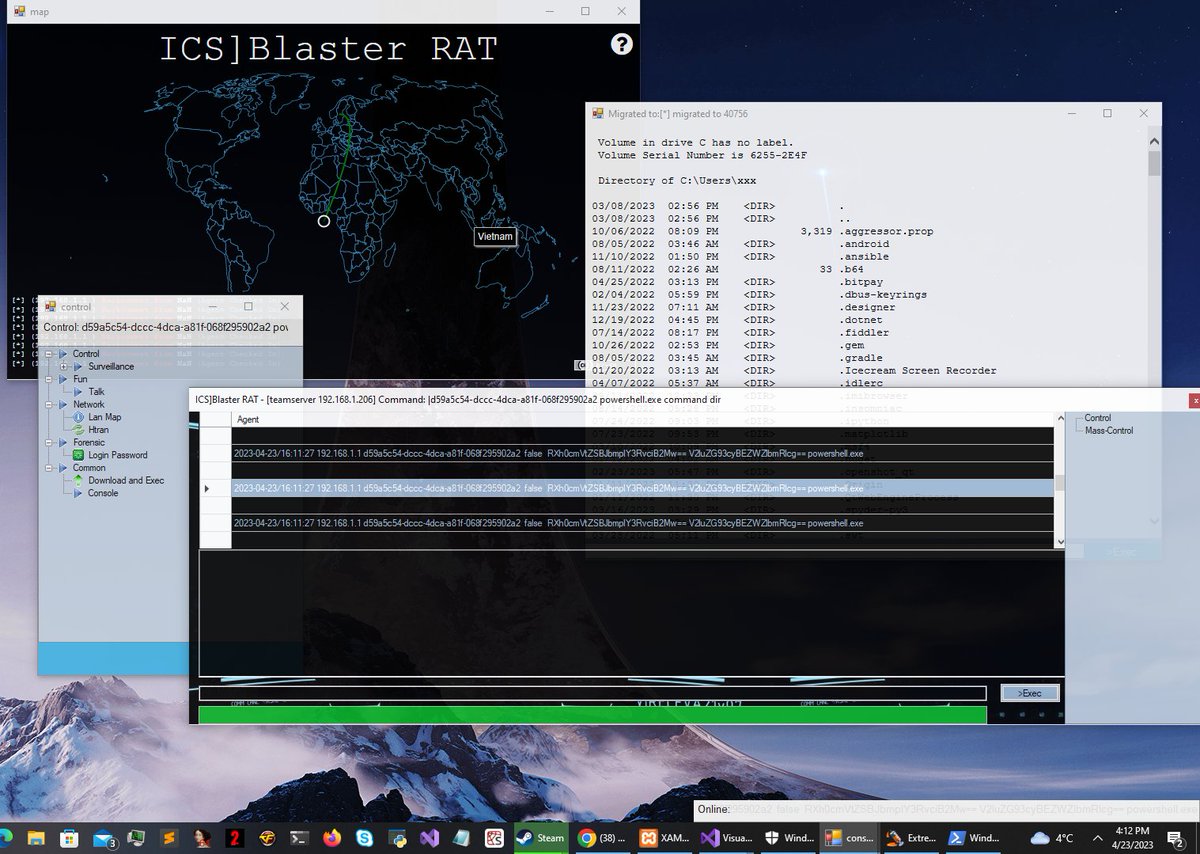 map
ICS]Blaster RAT
?
Vietnam
Migrated to:[*] migrated to 40756
Volume in drive C has no label.
Volume Serial Number is 6255-2E4F
Directory of C:\Users\xxx
03/08/2023 02:56 PM <DIR> .
03/08/2023 02:56 PM <DIR> ..
10/06/2022 08:09 PM 3,319 .aggressor.prop
08/05/2022 03:46 AM <DIR> .android
11/10/2022 01:50 PM <DIR> .ansible
08/11/2022 02:26 AM 33 .b64
04/25/2022 03:13 PM <DIR> .bitpay
02/04/2022 05:59 PM <DIR> .dbus-keyrings
11/23/2022 07:11 AM <DIR> .designer
12/19/2022 04:45 PM <DIR> .dotnet
07/14/2022 08:17 PM <DIR> .fiddler
10/26/2022 02:53 PM <DIR> .gem
08/05/2022 03:45 AM <DIR> .gradle
01/20/2022 03:13 AM <DIR> .Icecream Screen Recorder
04/07/2022 05:37 AM <DIR> .idlerc
control
Control: d59a5c54-dccc-4dca-a81f-068f295902a2 pov
Control
Surveillance
Fun
Talk
Network
Lan Map
Htran
Forensic
Login Password
Common
Download and Exec
Console
ICS]Blaster RAT - [teamserver 192.168.1.206] Command: |d59a5c54-dccc-4dca-a81f-068f295902a2 powershell.exe command dir
x
Agent
2023-04-23/16:11:27 192.168.1.1 d59a5c54-dccc-4dca-a81f-068f295902a2 false
powershell.exe
2023-04-23/16:11:27 192.168.1.1 d59a5c54-dccc-4dca-a81f-068f295902a2 false
powershell.exe
2023-04-23/16:11:27 192.168.1.1 d59a5c54-dccc-4dca-a81f-068f295902a2 false
powershell.exe
Control
Mass-Control
>Exec
>Exec
Online:
3
2
Steam
(38) ...
XAM...
Visua...
Wind...
cons...
Extre...
Wind...
4°C
4:12 PM
4/23/2023
2